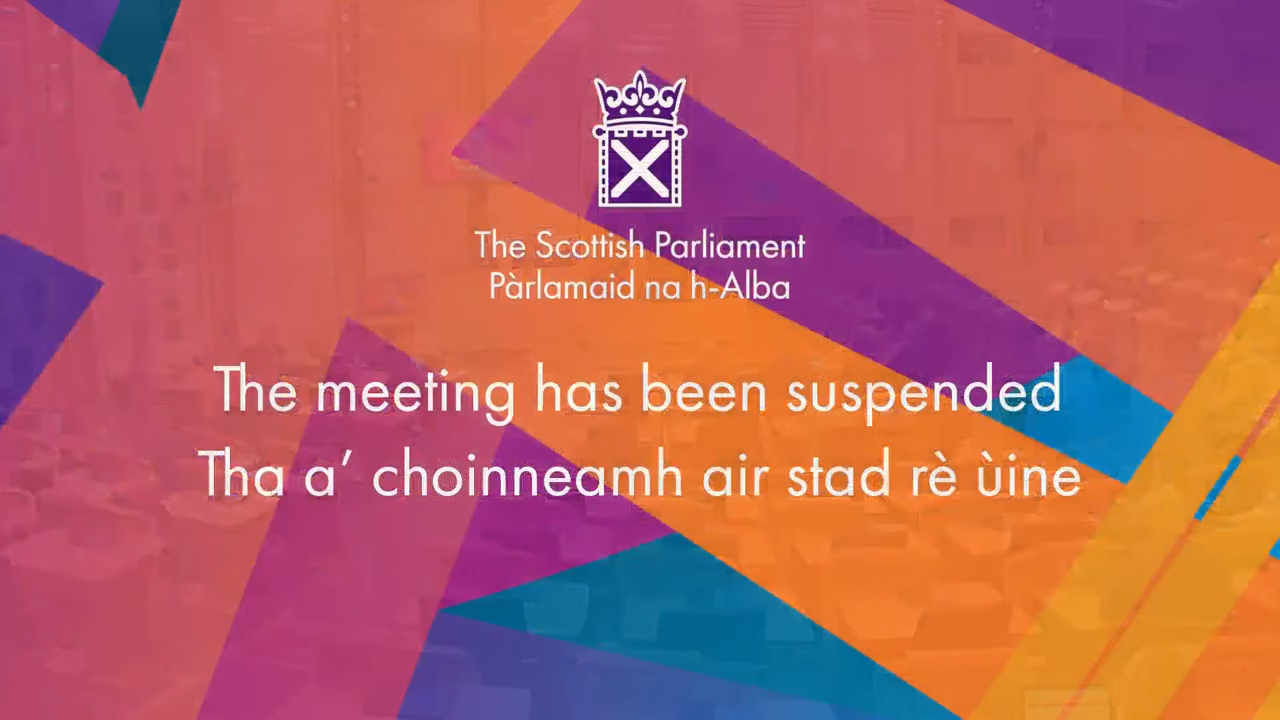 The Scottish Parliament
Pàrlamaid na h-Alba
The meeting has been suspended
Tha a’ choinneamh air stad rè ùine